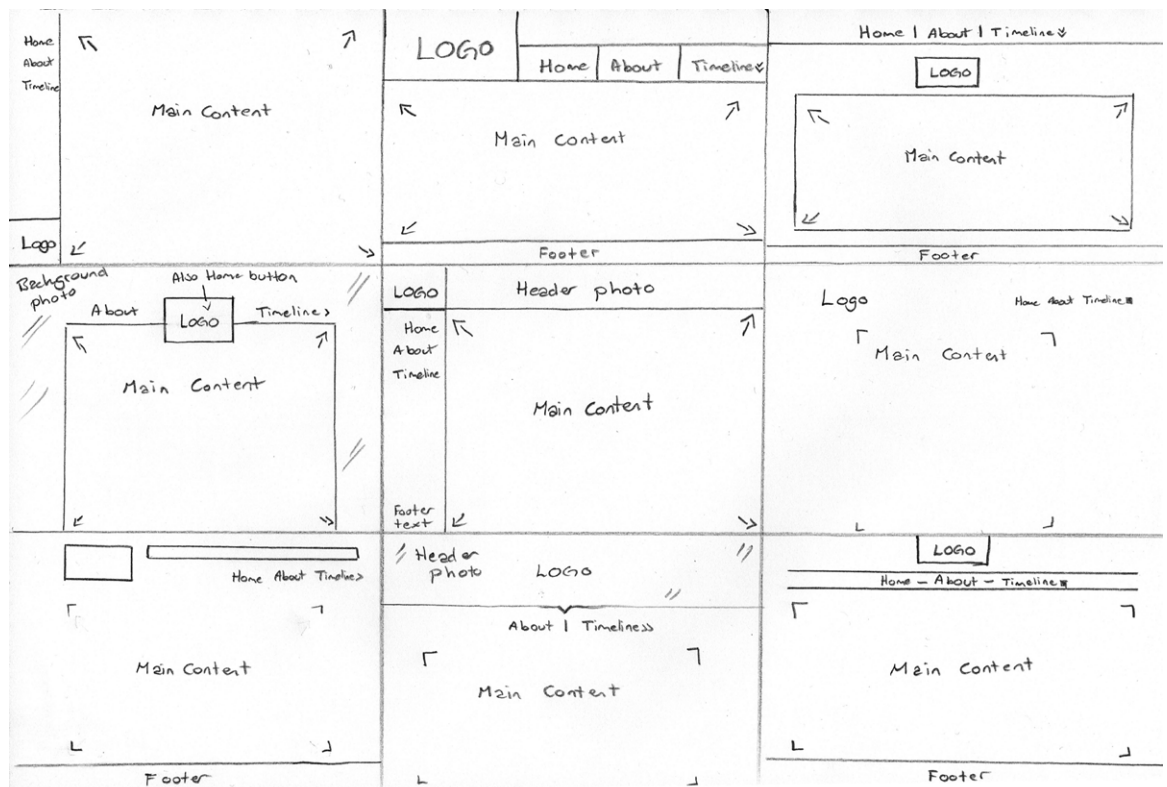 Home
About
Timeline
Main Content
Logo
LOGO
Home About Timeline
Main Content
Footer
Home | About | Timeline
LOGO
Main Content
Footer
Background
photo
Also Home button
About
LOGO
Timeline
Main Content
LOGO
Header photo
Home
About
Timeline
Main Content
Footer
text
Logo
Home About Timeline
Main Content
Home About Timeline
Main Content
Footer
Header
photo
LOGO
About | Timeline
Main Content
LOGO
Home - About - Timeline
Main Content
Footer